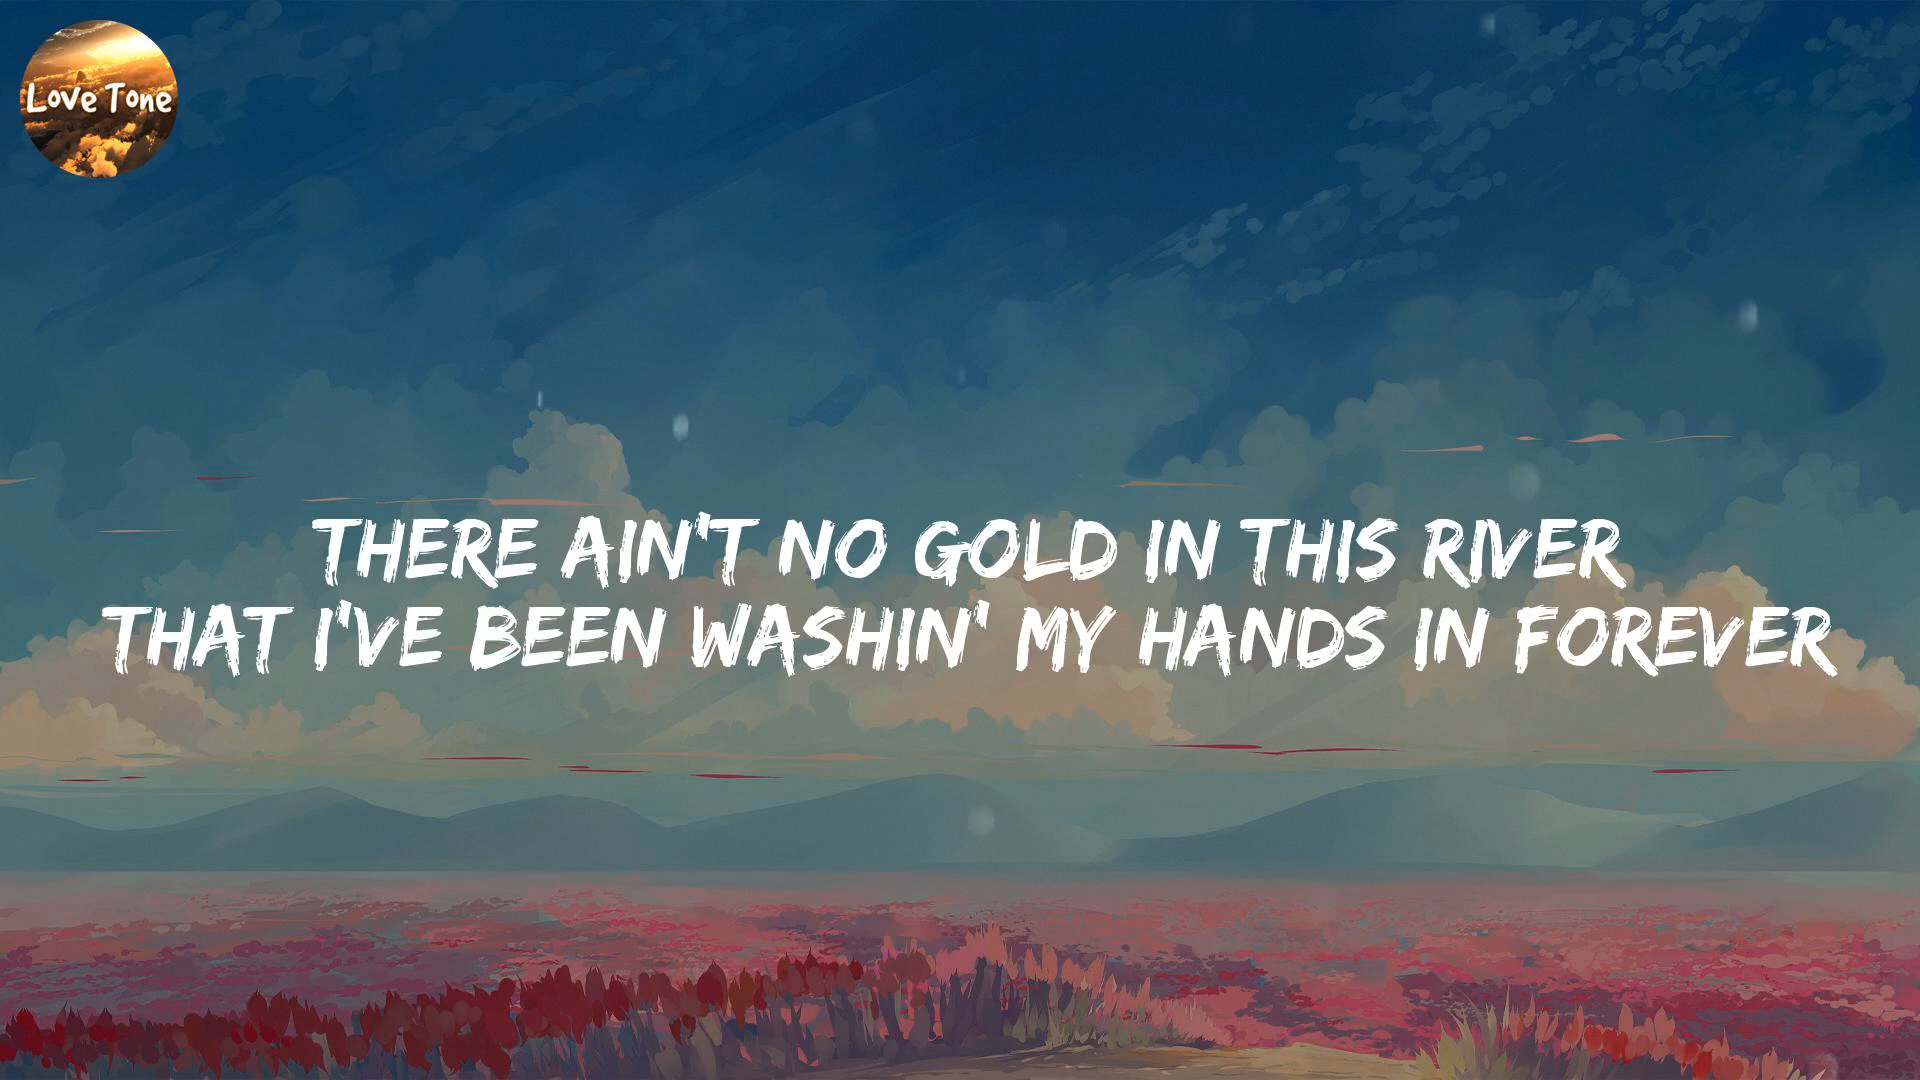 Love Tone
THERE AIN'T NO GOLD IN THIS RIVER
THAT I'VE BEEN WASHIN' MY HANDS IN FOREVER